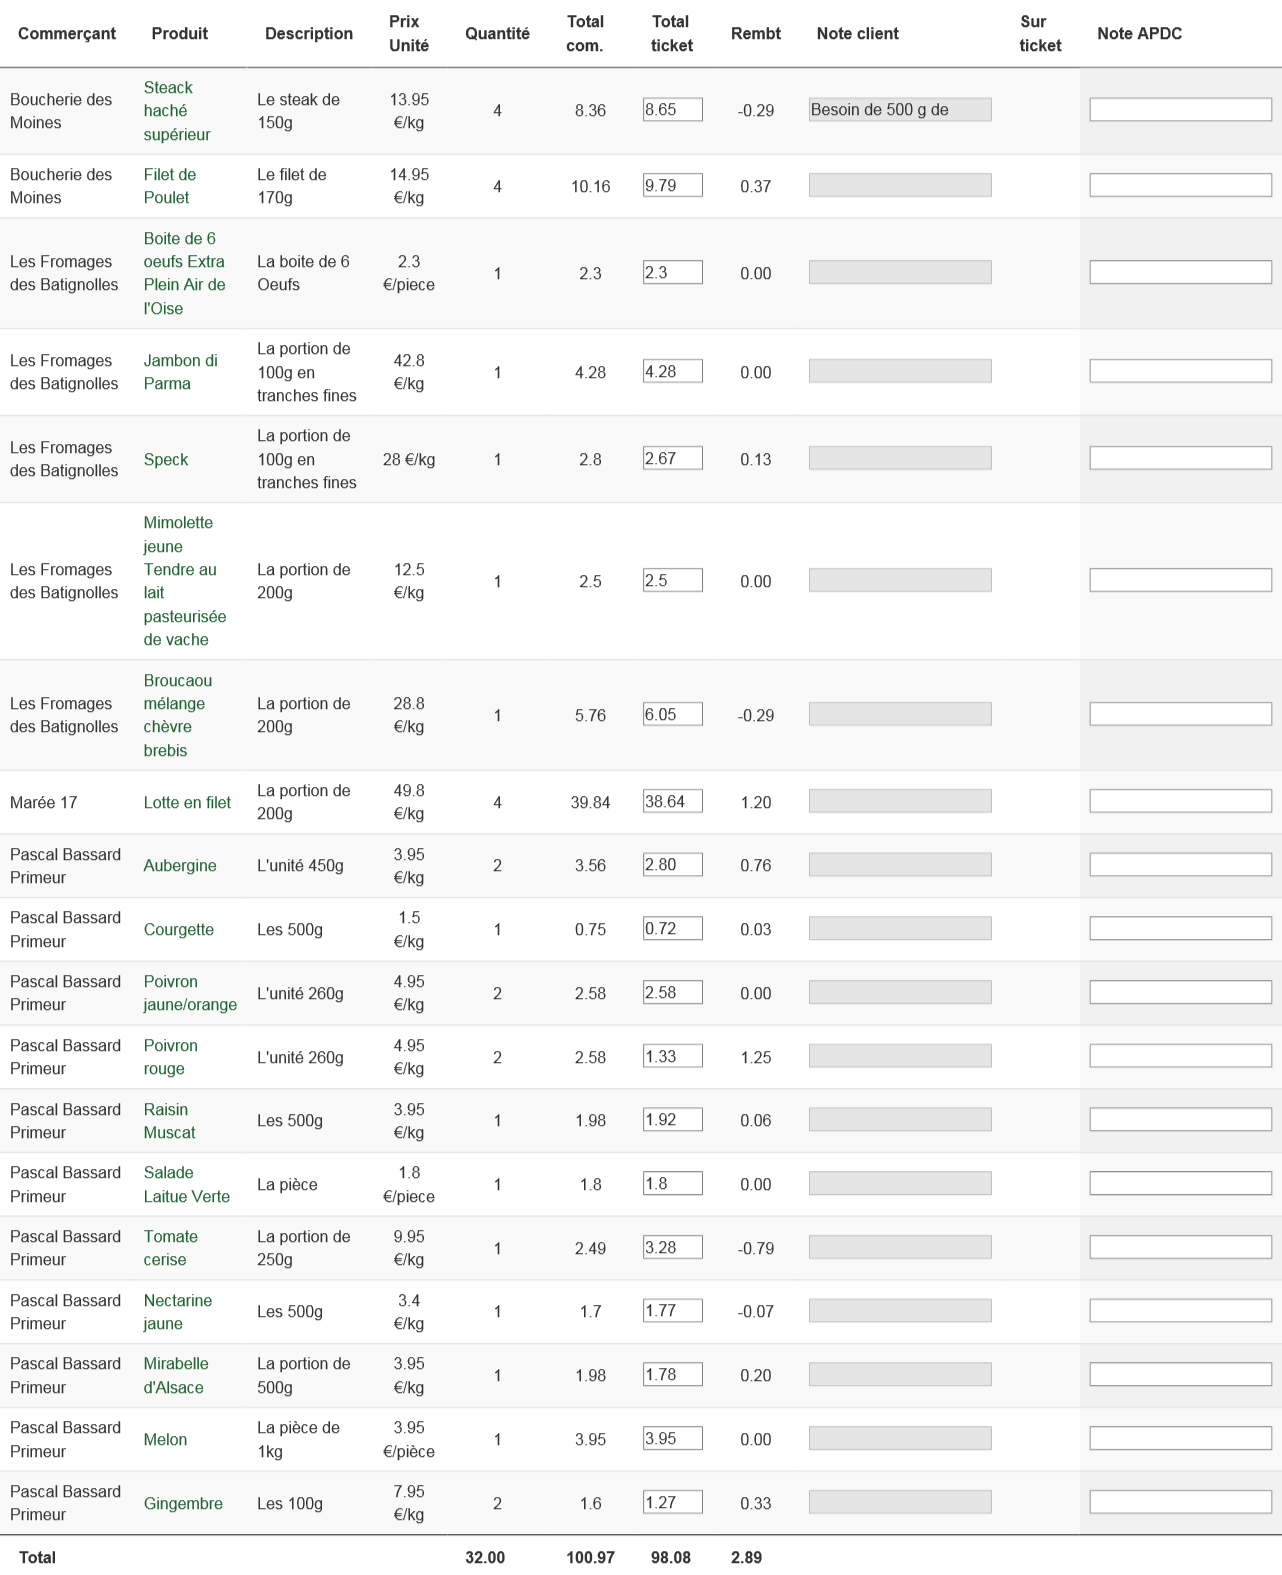 Commerçant Produit Description Prix Unité Quantité Total com. Total ticket Rembt Note client Sur ticket Note APDC
Boucherie des Moines Steack haché supérieur Le steak de 150g 13.95 €/kg 4 8.36 8.65 -0.29 Besoin de 500 g de
Boucherie des Moines Filet de Poulet Le filet de 170g 14.95 €/kg 4 10.16 9.79 0.37
Les Fromages des Batignolles Boite de 6 oeufs Extra Plein Air de l'Oise La boite de 6 Oeufs 2.3 €/piece 1 2.3 2.3 0.00
Les Fromages des Batignolles Jambon di Parma La portion de 100g en tranches fines 42.8 €/kg 1 4.28 4.28 0.00
Les Fromages des Batignolles Speck La portion de 100g en tranches fines 28 €/kg 1 2.8 2.67 0.13
Les Fromages des Batignolles Mimolette jeune Tendre au lait pasteurisée de vache La portion de 200g 12.5 €/kg 1 2.5 2.5 0.00
Les Fromages des Batignolles Broucaou mélange chèvre brebis La portion de 200g 28.8 €/kg 1 5.76 6.05 -0.29
Marée 17 Lotte en filet La portion de 200g 49.8 €/kg 4 39.84 38.64 1.20
Pascal Bassard Primeur Aubergine L'unité 450g 3.95 €/kg 2 3.56 2.80 0.76
Pascal Bassard Primeur Courgette Les 500g 1.5 €/kg 1 0.75 0.72 0.03
Pascal Bassard Primeur Poivron jaune/orange L'unité 260g 4.95 €/kg 2 2.58 2.58 0.00
Pascal Bassard Primeur Poivron rouge L'unité 260g 4.95 €/kg 2 2.58 1.33 1.25
Pascal Bassard Primeur Raisin Muscat Les 500g 3.95 €/kg 1 1.98 1.92 0.06
Pascal Bassard Primeur Salade Laitue Verte La pièce 1.8 €/piece 1 1.8 1.8 0.00
Pascal Bassard Primeur Tomate cerise La portion de 250g 9.95 €/kg 1 2.49 3.28 -0.79
Pascal Bassard Primeur Nectarine jaune Les 500g 3.4 €/kg 1 1.7 1.77 -0.07
Pascal Bassard Primeur Mirabelle d'Alsace La portion de 500g 3.95 €/kg 1 1.98 1.78 0.20
Pascal Bassard Primeur Melon La pièce de 1kg 3.95 €/pièce 1 3.95 3.95 0.00
Pascal Bassard Primeur Gingembre Les 100g 7.95 €/kg 2 1.6 1.27 0.33
Total 32.00 100.97 98.08 2.89